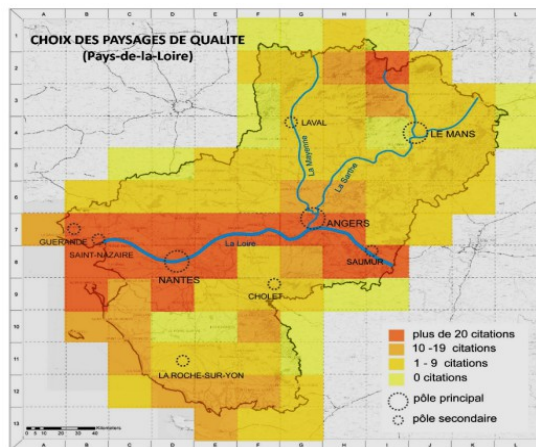 A B C D E F G H I J K L
CHOIX DES PAYSAGES DE QUALITE
(Pays-de-la-Loire)
1
2
3
4
5
6
7
8
9
10
11
12
13
LAVAL
La Mayenne
LE MANS
La Sarthe
ANGERS
GUERANDE
SAINT-NAZAIRE
La Loire
NANTES
SAUMUR
CHOLET
LA ROCHE-SUR-YON
plus de 20 citations
10 -19 citations
1 - 9 citations
0 citations
pôle principal
pôle secondaire
A B C D E F G H I J K L